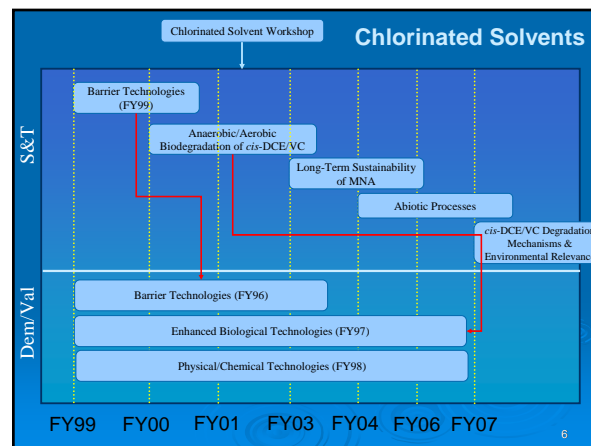 Chlorinated Solvent Workshop
Chlorinated Solvents
S&T
Barrier Technologies
(FY99)
Anaerobic/Aerobic
Biodegradation of cis-DCE/VC
Long-Term Sustainability
of MNA
Abiotic Processes
cis-DCE/VC Degradation
Mechanisms &
Environmental Relevance
Dem/Val
Barrier Technologies (FY96)
Enhanced Biological Technologies (FY97)
Physical/Chemical Technologies (FY98)
FY99 FY00 FY01 FY03 FY04 FY06 FY07
6